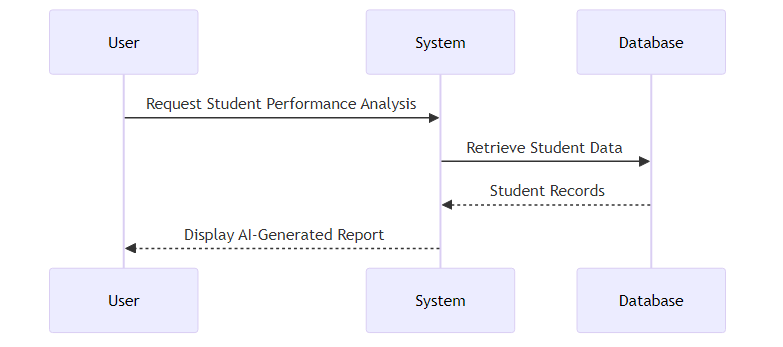 User
System
Database
Request Student Performance Analysis
Retrieve Student Data
Student Records
Display AI-Generated Report
User
System
Database